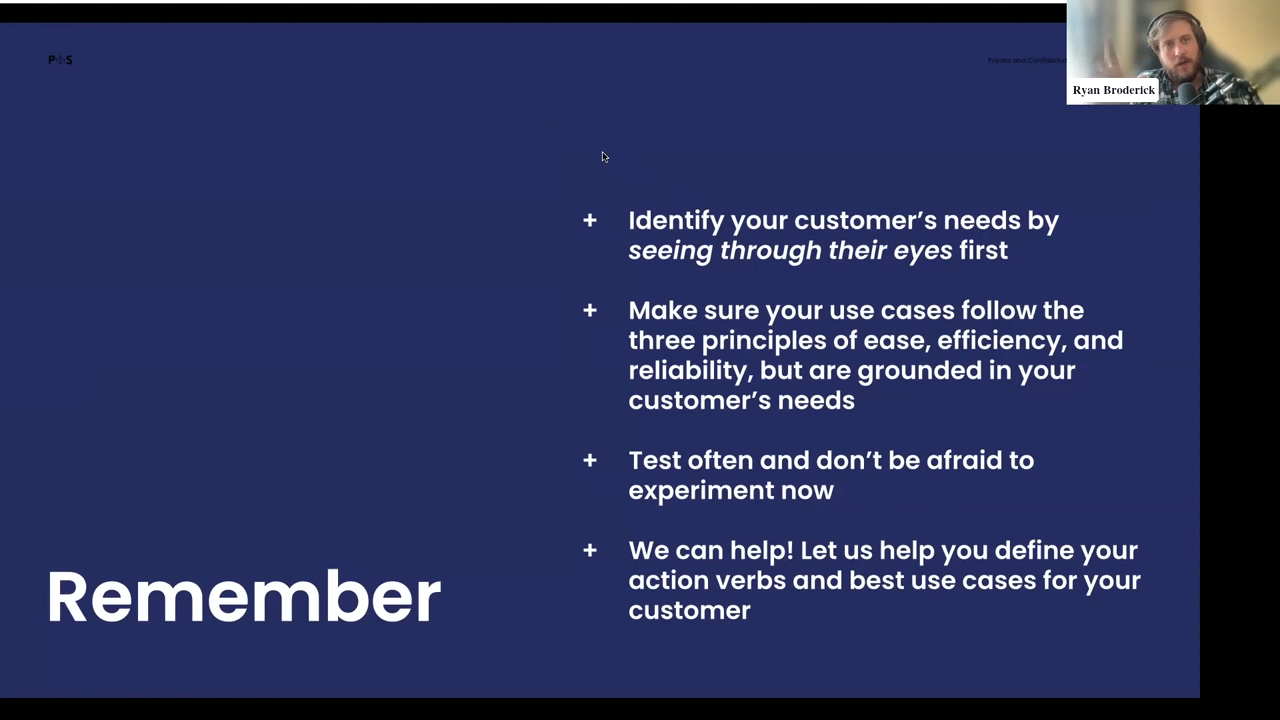 P+S
Private and Confidential
Ryan Broderick
+ Identify your customer’s needs by
seeing through their eyes first
+ Make sure your use cases follow the
three principles of ease, efficiency, and
reliability, but are grounded in your
customer’s needs
+ Test often and don’t be afraid to
experiment now
+ We can help! Let us help you define your
action verbs and best use cases for your
customer
Remember